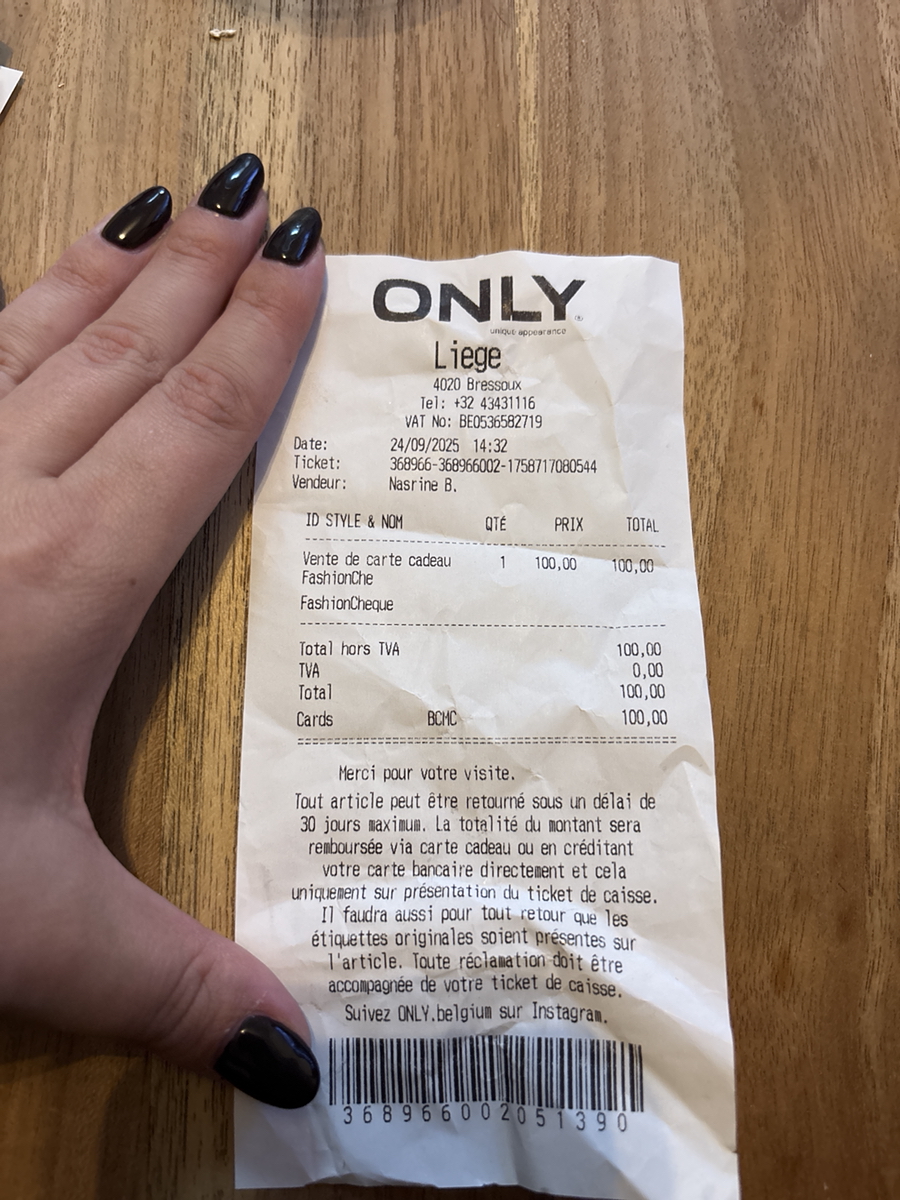 ONLY®
unique appearance
Liege
4020 Bressoux
Tel: +32 43431116
VAT No: BE0536582719
Date: 24/09/2025 14:32
Ticket: 368966-368966002-1758717080544
Vendeur: Nasrine B.
ID STYLE & NOM QTÉ PRIX TOTAL
Vente de carte cadeau 1 100,00 100,00
FashionChe
FashionCheque
Total hors TVA 100,00
TVA 0,00
Total 100,00
Cards BCMC 100,00
Merci pour votre visite.
Tout article peut être retourné sous un délai de
30 jours maximum. La totalité du montant sera
remboursée via carte cadeau ou en créditant
votre carte bancaire directement et cela
uniquement sur présentation du ticket de caisse.
Il faudra aussi pour tout retour que les
étiquettes originales soient présentes sur
l'article. Toute réclamation doit être
accompagnée de votre ticket de caisse.
Suivez ONLY.belgium sur Instagram.
368966002051390